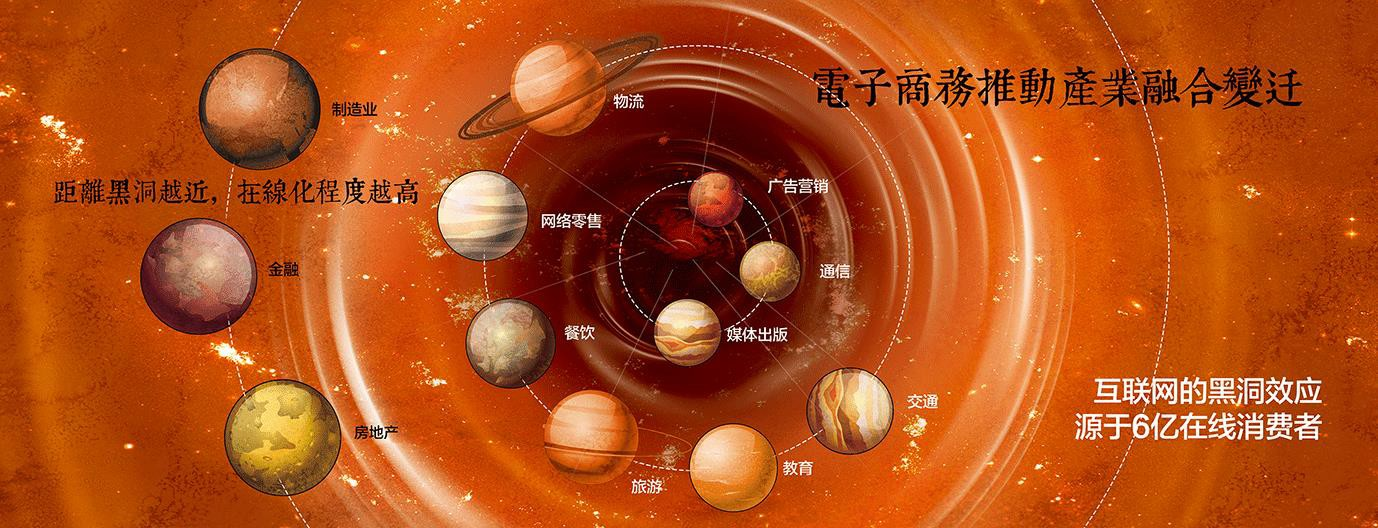 電子商務推動產業融合變迁
物流
制造业
距離黑洞越近，在線化程度越高
广告营销
网络零售
金融
通信
餐饮
媒体出版
交通
互联网的黑洞效应
源于6亿在线消费者
房地产
教育
旅游